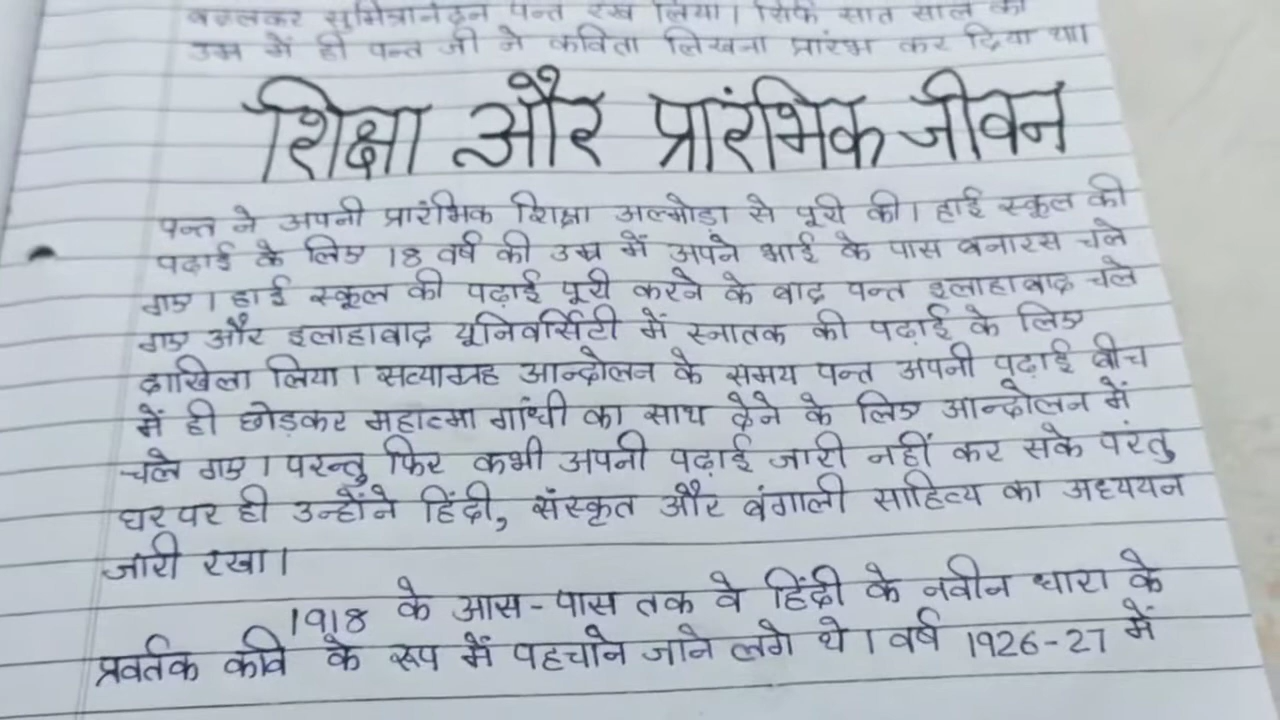 बदलकर सुमित्रानंदन पन्त रख लिया। सिर्फ सात साल की
उम्र में ही पन्त जी ने कविता लिखना प्रारंभ कर दिया था।
शिक्षा और प्रारंभिक जीवन
पन्त ने अपनी प्रारंभिक शिक्षा अल्मोड़ा से पूरी की। हाई स्कूल की
पढाई के लिए 18 वर्ष की उम्र में अपने भाई के पास बनारस चले
गए। हाई स्कूल की पढ़ाई पूरी करने के बाद पन्त इलाहाबाद चले
गए और इलाहाबाद यूनिवर्सिटी में स्नातक की पढ़ाई के लिए
दाखिला लिया। सत्याग्रह आन्दोलन के समय पन्त अपनी पढ़ाई बीच
में ही छोड़कर महात्मा गांधी का साथ देने के लिए आन्दोलन में
चले गए। परन्तु फिर कभी अपनी पढ़ाई जारी नहीं कर सके परंतु
घर पर ही उन्होंने हिंदी, संस्कृत और बंगाली साहित्य का अध्ययन
जारी रखा।
1918 के आस-पास तक वे हिंदी के नवीन धारा के
प्रवर्तक कवि के रूप में पहचाने जाने लगे थे। वर्ष 1926-27 में